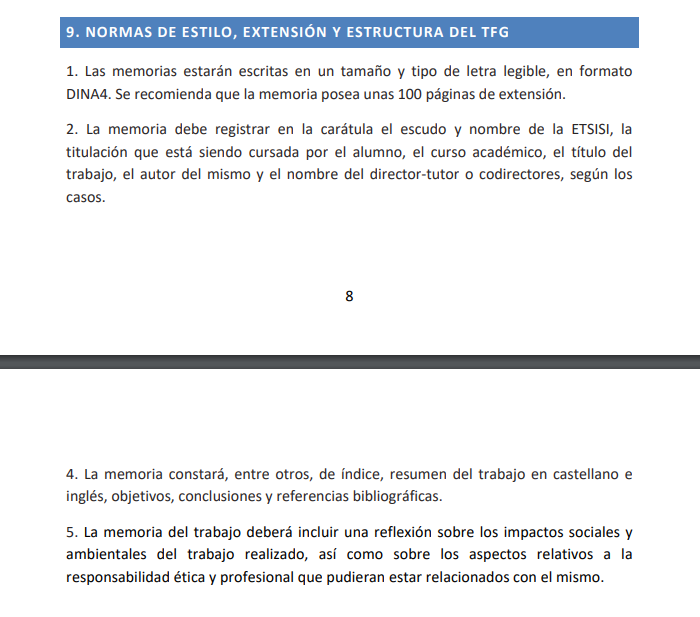 9. NORMAS DE ESTILO, EXTENSIÓN Y ESTRUCTURA DEL TFG
1. Las memorias estarán escritas en un tamaño y tipo de letra legible, en formato
DINA4. Se recomienda que la memoria posea unas 100 páginas de extensión.
2. La memoria debe registrar en la carátula el escudo y nombre de la ETSISI, la
titulación que está siendo cursada por el alumno, el curso académico, el título del
trabajo, el autor del mismo y el nombre del director-tutor o codirectores, según los
casos.
8
4. La memoria constará, entre otros, de índice, resumen del trabajo en castellano e
inglés, objetivos, conclusiones y referencias bibliográficas.
5. La memoria del trabajo deberá incluir una reflexión sobre los impactos sociales y
ambientales del trabajo realizado, así como sobre los aspectos relativos a la
responsabilidad ética y profesional que pudieran estar relacionados con el mismo.